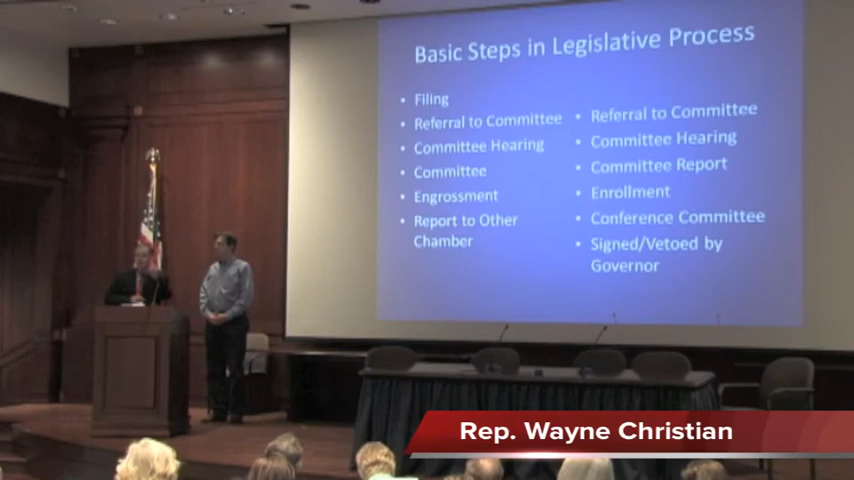 Basic Steps in Legislative Process
• Filing
• Referral to Committee
• Committee Hearing
• Committee
• Engrossment
• Report to Other
Chamber
• Referral to Committee
• Committee Hearing
• Committee Report
• Enrollment
• Conference Committee
• Signed/Vetoed by
Governor
Rep. Wayne Christian